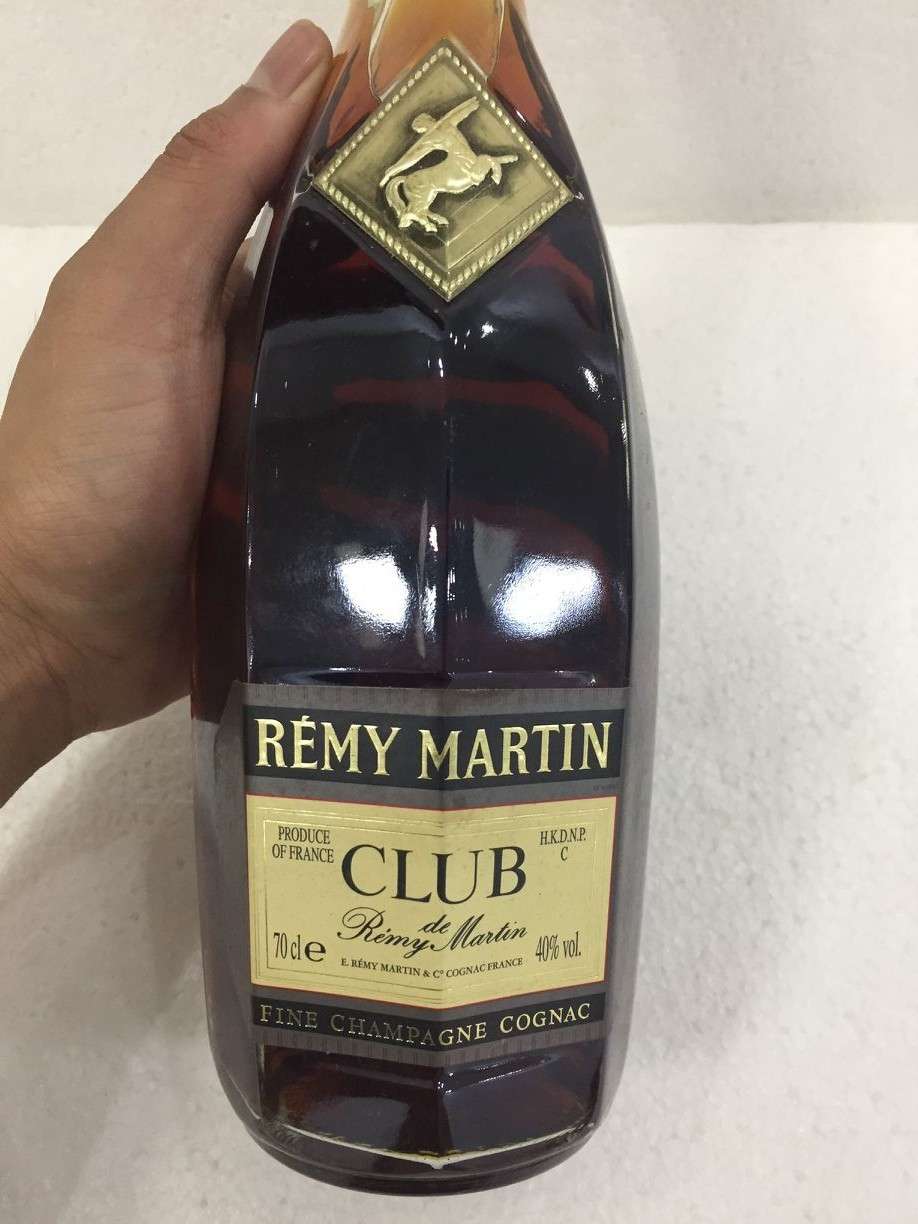 RÉMY MARTIN
PRODUCE
OF FRANCE
H.K.D.N.P.
C
CLUB
de
Rémy Martin
70 cl e
40% vol.
E. RÉMY MARTIN & Cº COGNAC FRANCE
FINE CHAMPAGNE COGNAC